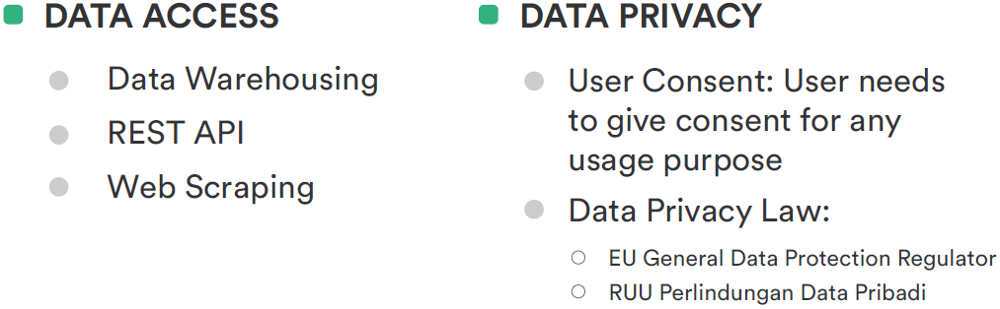 DATA ACCESS
Data Warehousing
REST API
Web Scraping
DATA PRIVACY
User Consent: User needs
to give consent for any
usage purpose
Data Privacy Law:
EU General Data Protection Regulator
RUU Perlindungan Data Pribadi